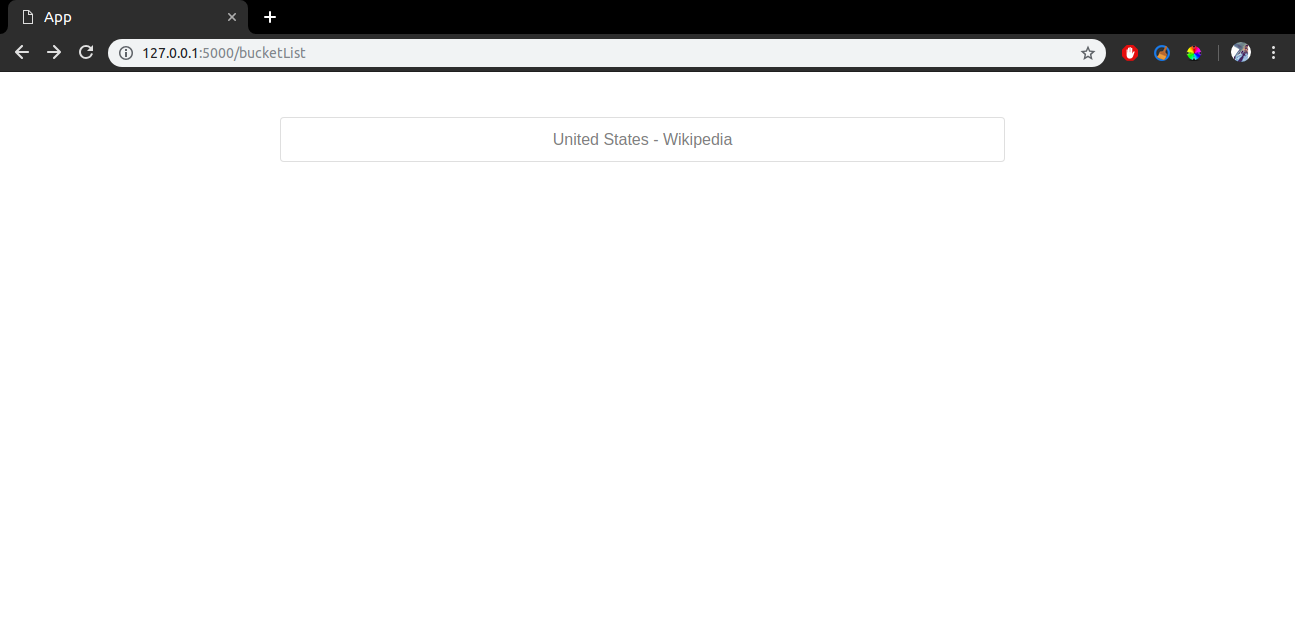 App
127.0.0.1:5000/bucketList
United States - Wikipedia